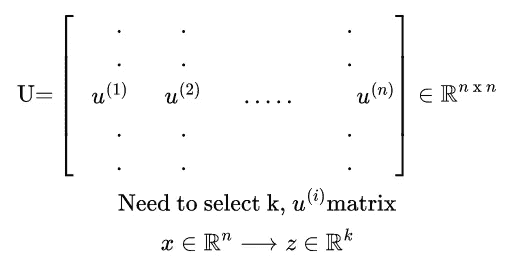 U= [ . . .
. . .
u^{(1)} u^{(2)} ..... u^{(n)} ] ∈ ℝ^{n x n}
. . .
. . .
Need to select k, u^{(i)}matrix
x ∈ ℝ^n ⟶ z ∈ ℝ^k